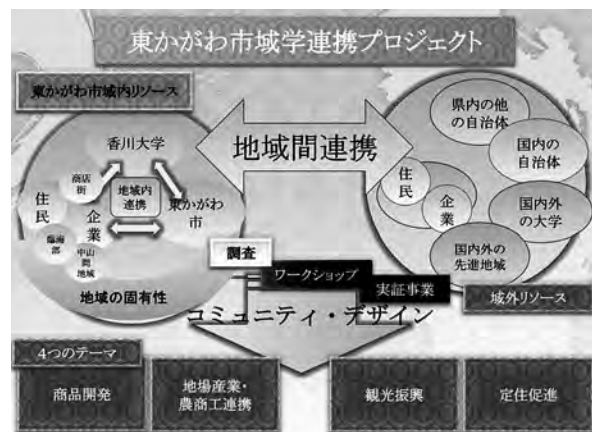 東かがわ市域学連携プロジェクト
東かがわ市域内リソース
香川大学
商店
街
住
民
地域内
連携
企
業
東かがわ
市
臨海
部
中山
間
地域
地域の固有性
地域間連携
県内の他
の自治体
国内の
自治体
住
民
企
業
国内外
の大学
国内外の
先進地域
域外リソース
調査
ワークショップ
実証事業
コミュニティ・デザイン
4つのテーマ
商品開発
地場産業・
農商工連携
観光振興
定住促進